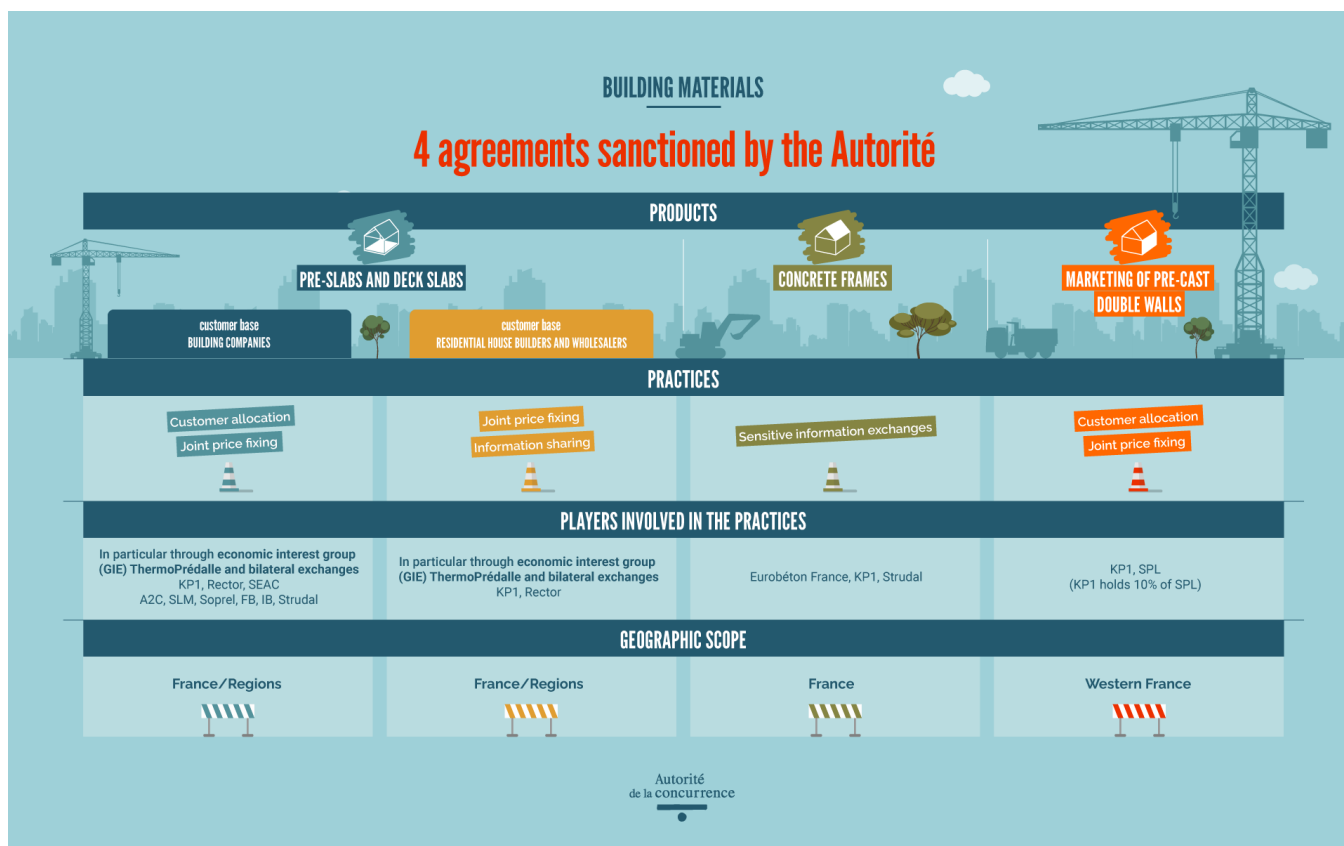 BUILDING MATERIALS
4 agreements sanctioned by the Autorité
PRODUCTS
PRE-SLABS AND DECK SLABS
CONCRETE FRAMES
MARKETING OF PRE-CAST
DOUBLE WALLS
customer base
BUILDING COMPANIES
customer base
RESIDENTIAL HOUSE BUILDERS AND WHOLESALERS
PRACTICES
Customer allocation
Joint price fixing
Joint price fixing
Information sharing
Sensitive information exchanges
Customer allocation
Joint price fixing
PLAYERS INVOLVED IN THE PRACTICES
In particular through economic interest group
(GIE) ThermoPrédalle and bilateral exchanges
KP1, Rector, SEAC
A2C, SLM, Soprel, FB, IB, Strudal
In particular through economic interest group
(GIE) ThermoPrédalle and bilateral exchanges
KP1, Rector
Eurobéton France, KP1, Strudal
KP1, SPL
(KP1 holds 10% of SPL)
GEOGRAPHIC SCOPE
France/Regions
France/Regions
France
Western France
Autorité
de la concurrence